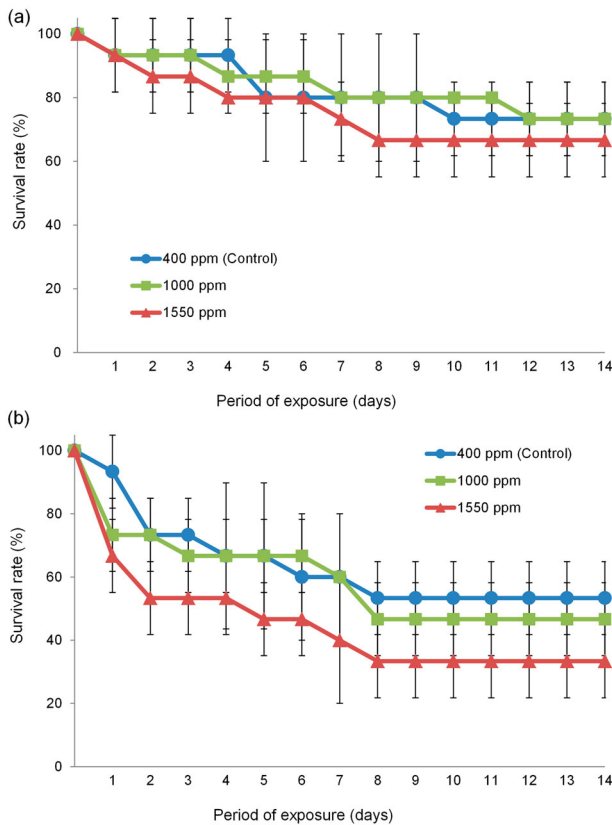 (a)
100
80
60
40
20
0
Survival rate (%)
400 ppm (Control)
1000 ppm
1550 ppm
1 2 3 4 5 6 7 8 9 10 11 12 13 14
Period of exposure (days)
(b)
100
80
60
40
20
0
Survival rate (%)
400 ppm (Control)
1000 ppm
1550 ppm
1 2 3 4 5 6 7 8 9 10 11 12 13 14
Period of exposure (days)